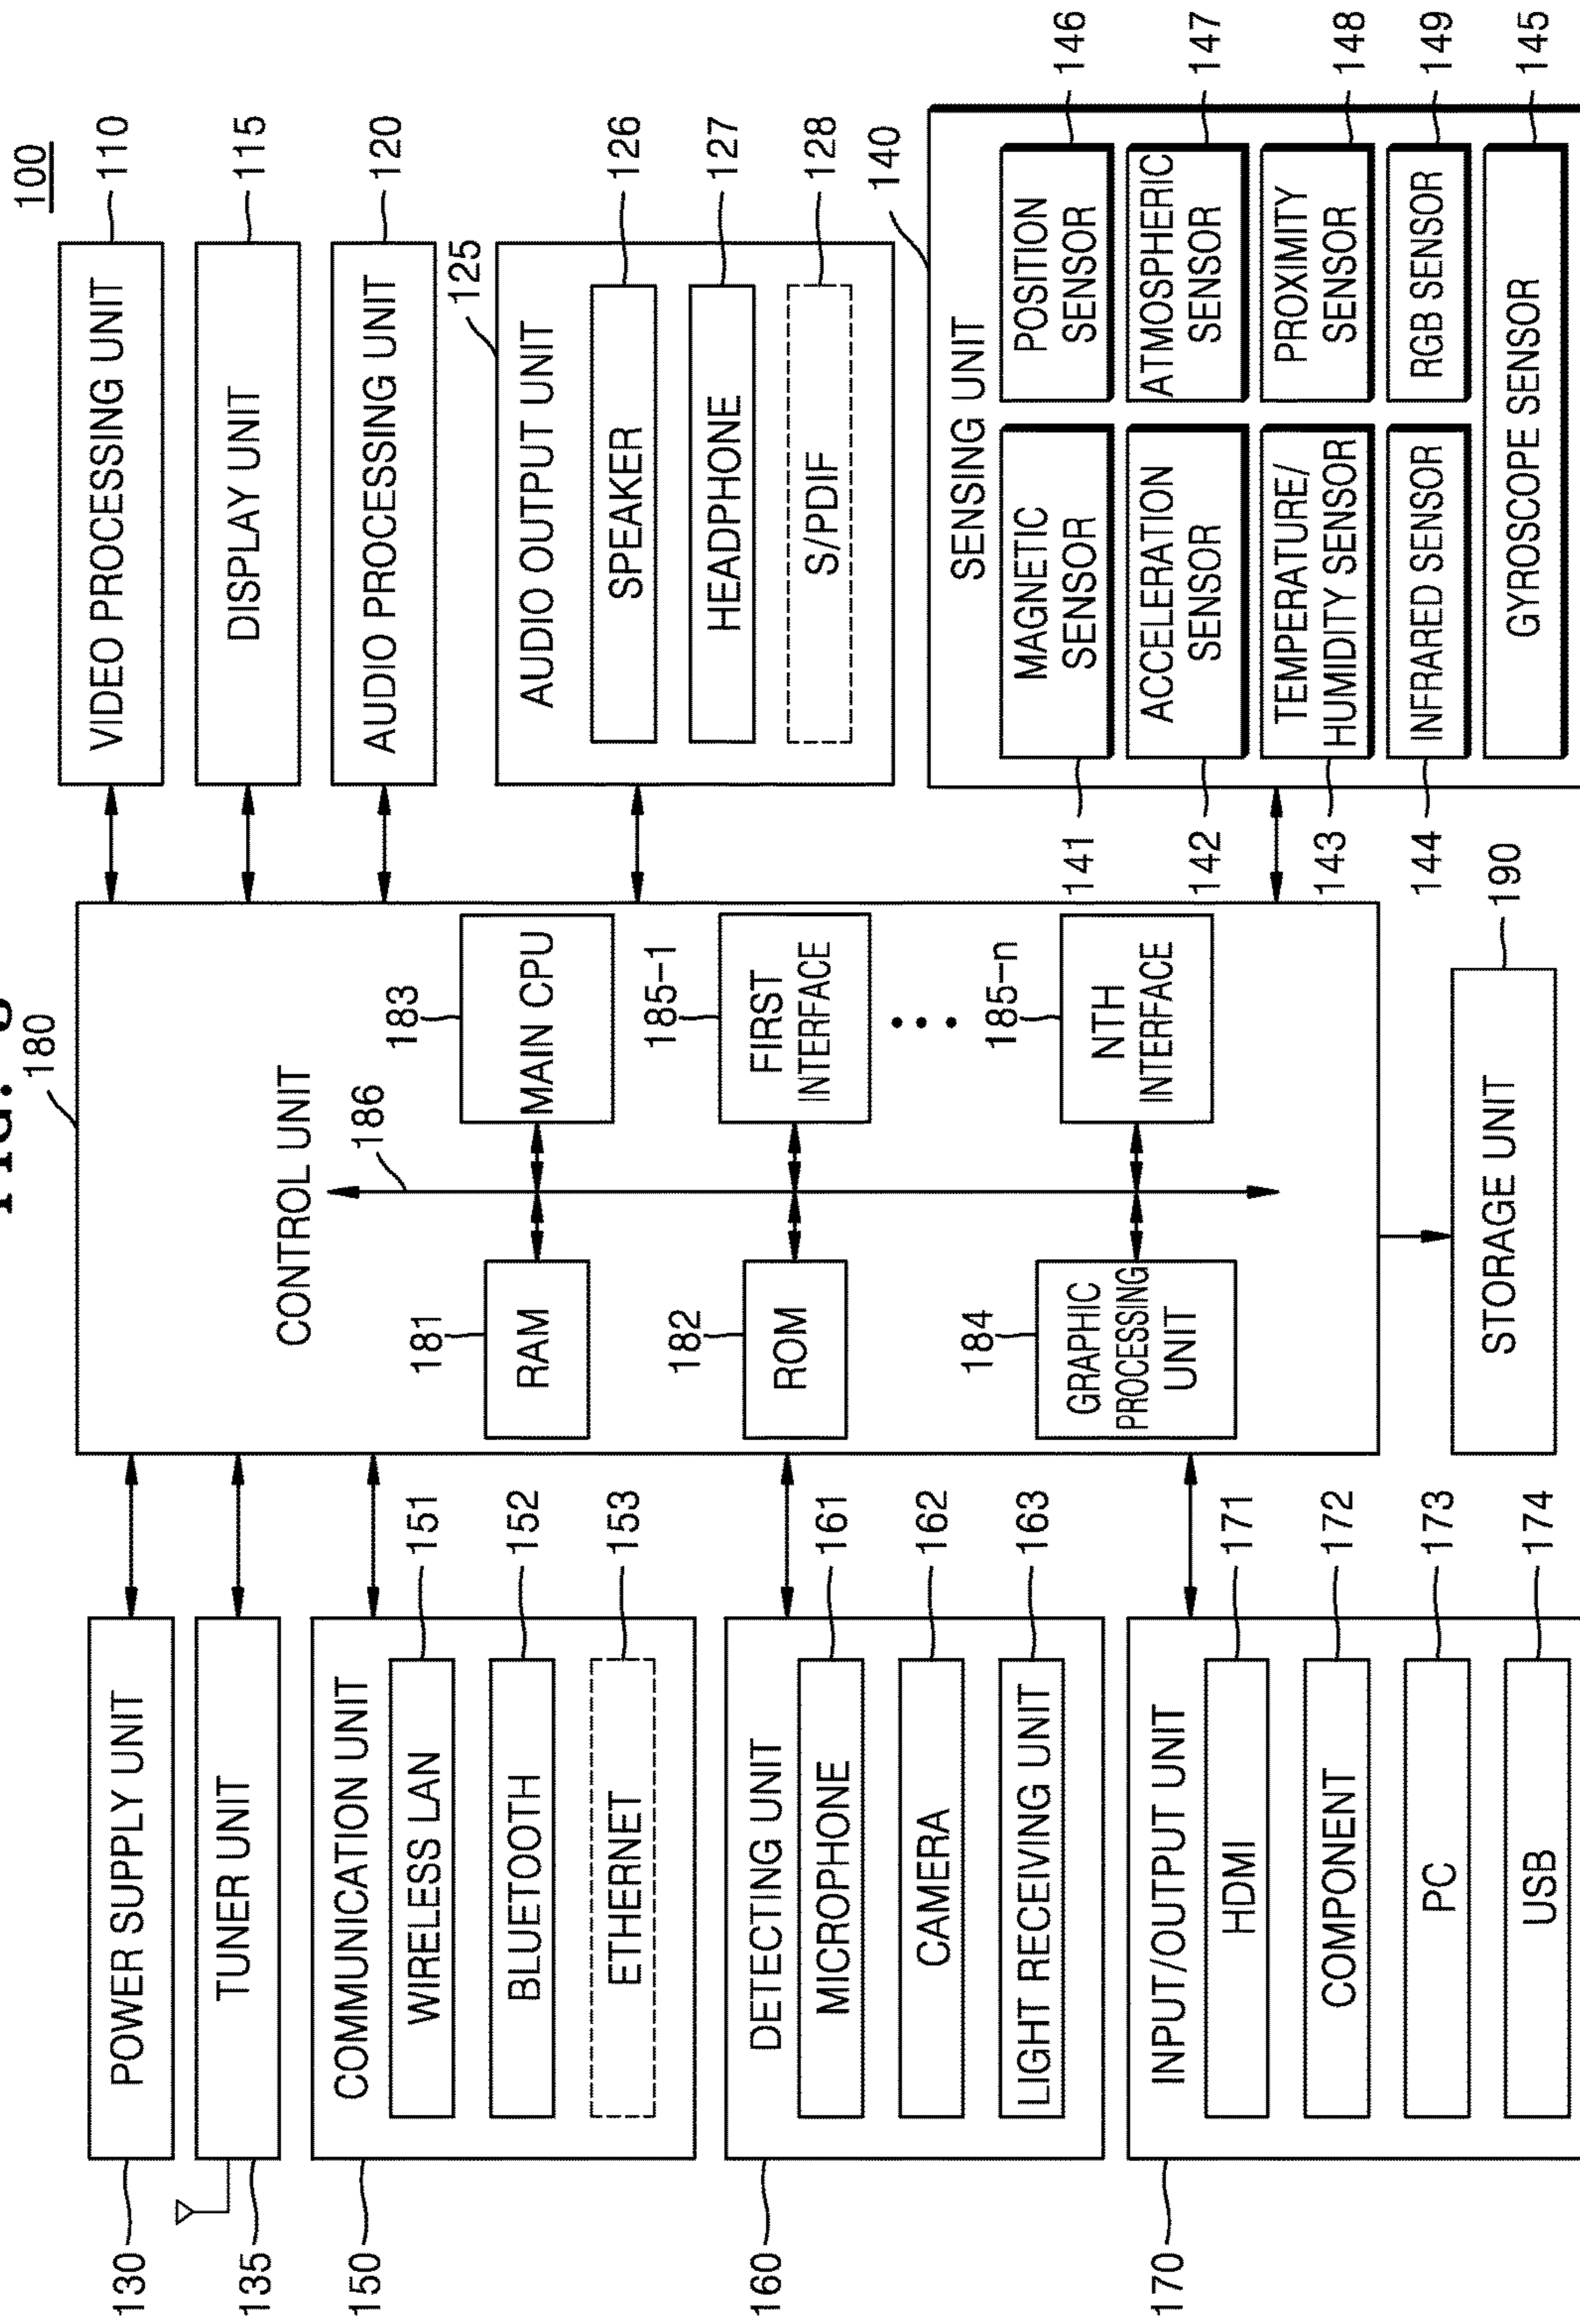 100
180
POWER SUPPLY UNIT
130
TUNER UNIT
135
COMMUNICATION UNIT
150
WIRELESS LAN
151
BLUETOOTH
152
ETHERNET
153
DETECTING UNIT
160
MICROPHONE
161
CAMERA
162
LIGHT RECEIVING UNIT
163
INPUT/OUTPUT UNIT
170
HDMI
171
COMPONENT
172
PC
173
USB
174
CONTROL UNIT
186
181
RAM
183
MAIN CPU
182
ROM
185-1
FIRST
INTERFACE
184
GRAPHIC
PROCESSING
UNIT
185-n
NTH
INTERFACE
STORAGE UNIT
190
VIDEO PROCESSING UNIT
110
DISPLAY UNIT
115
AUDIO PROCESSING UNIT
120
125
AUDIO OUTPUT UNIT
SPEAKER
126
HEADPHONE
127
S/PDIF
128
140
SENSING UNIT
MAGNETIC
SENSOR
141
POSITION
SENSOR
146
ACCELERATION
SENSOR
142
ATMOSPHERIC
SENSOR
147
TEMPERATURE/
HUMIDITY SENSOR
143
PROXIMITY
SENSOR
148
INFRARED SENSOR
144
RGB SENSOR
149
GYROSCOPE SENSOR
145